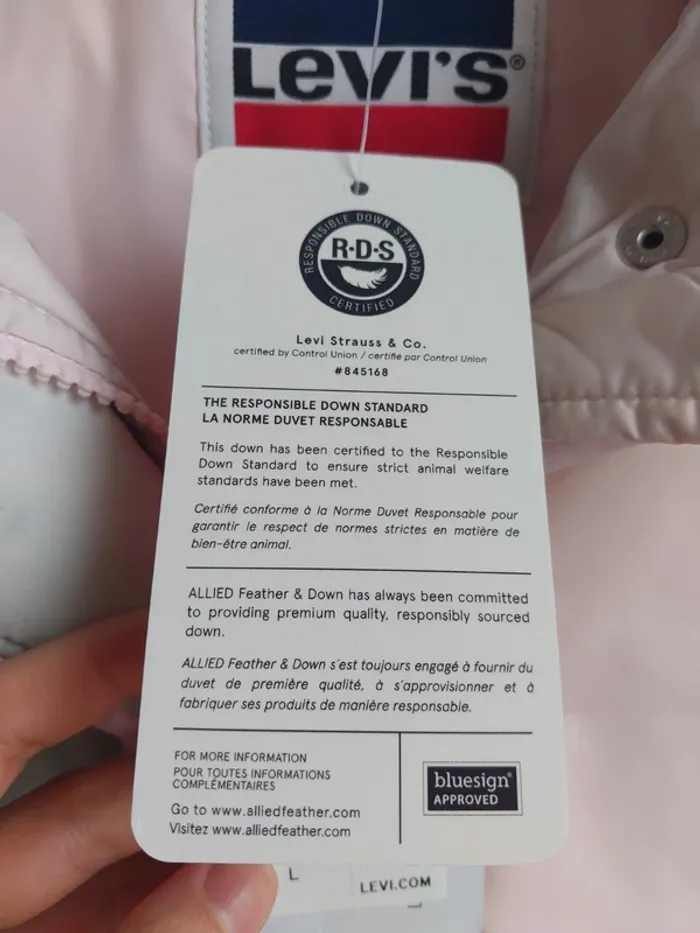 LEVI'S®
RESPONSIBLE DOWN STANDARD
R·D·S
CERTIFIED
Levi Strauss & Co.
certified by Control Union / certifié par Control Union
#845168
THE RESPONSIBLE DOWN STANDARD
LA NORME DUVET RESPONSABLE
This down has been certified to the Responsible
Down Standard to ensure strict animal welfare
standards have been met.
Certifié conforme à la Norme Duvet Responsable pour
garantir le respect de normes strictes en matière de
bien-être animal.
ALLIED Feather & Down has always been committed
to providing premium quality, responsibly sourced
down.
ALLIED Feather & Down s'est toujours engagé à fournir du
duvet de première qualité, à s'approvisionner et à
fabriquer ses produits de manière responsable.
FOR MORE INFORMATION
POUR TOUTES INFORMATIONS
COMPLÉMENTAIRES
Go to www.alliedfeather.com
Visitez www.alliedfeather.com
bluesign®
APPROVED
L
LEVI.COM